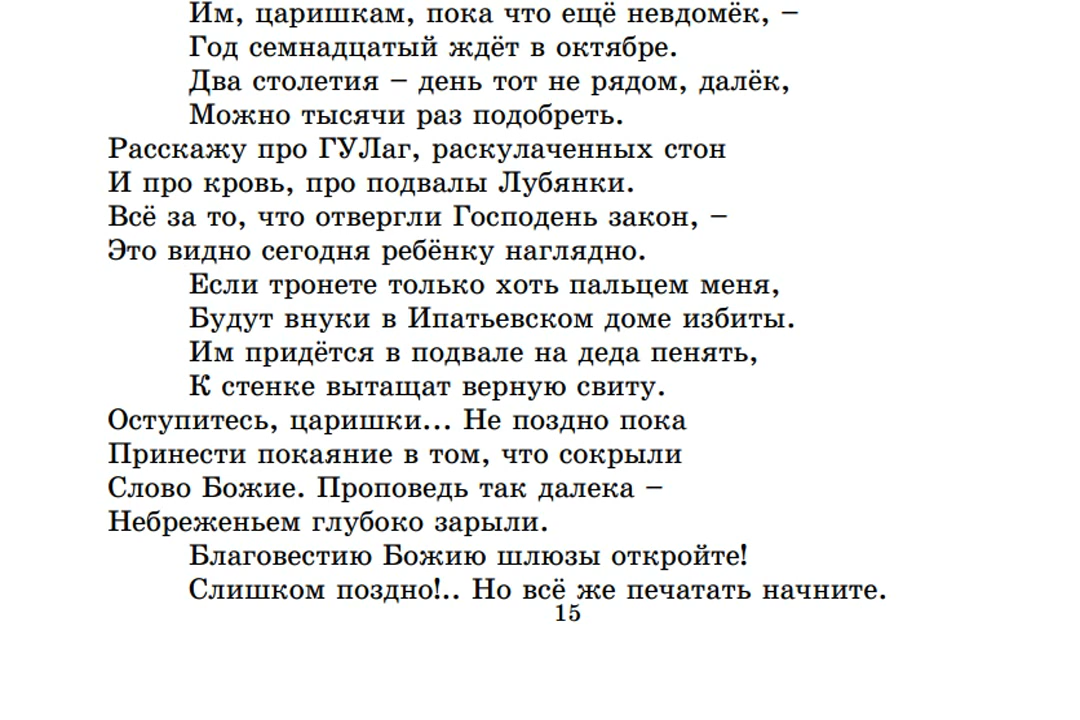 Им, царишкам, пока что ещё невдомёк, –
Год семнадцатый ждёт в октябре.
Два столетия – день тот не рядом, далёк,
Можно тысячи раз подобреть.
Расскажу про ГУЛаг, раскулаченных стон
И про кровь, про подвалы Лубянки.
Всё за то, что отвергли Господень закон, –
Это видно сегодня ребёнку наглядно.
Если тронете только хоть пальцем меня,
Будут внуки в Ипатьевском доме избиты.
Им придётся в подвале на деда пенять,
К стенке вытащат верную свиту.
Оступитесь, царишки... Не поздно пока
Принести покаяние в том, что сокрыли
Слово Божие. Проповедь так далека –
Небреженьем глубоко зарыли.
Благовестию Божию шлюзы откройте!
Слишком поздно!.. Но всё же печатать начните.
15